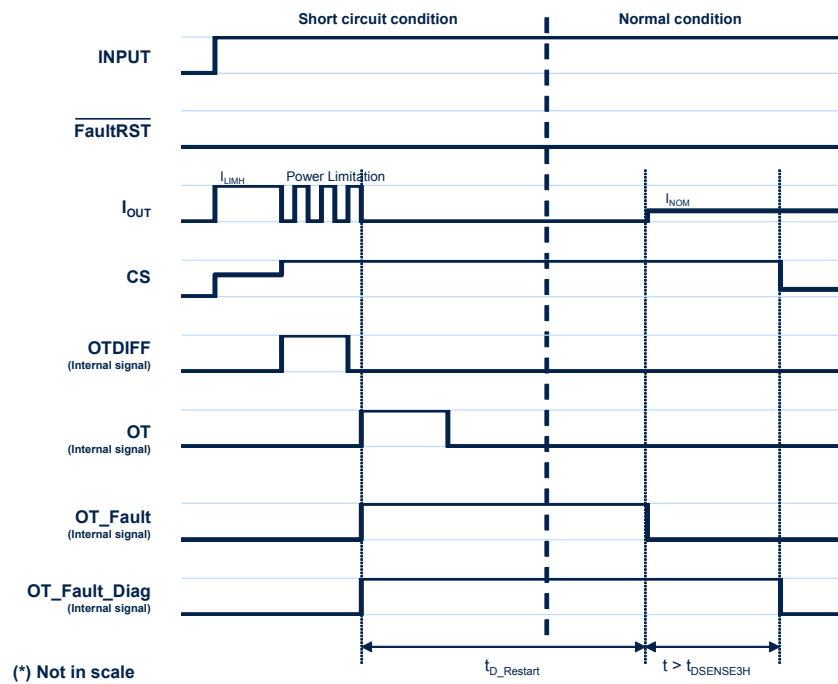 Short circuit condition
Normal condition
INPUT
FaultRST
I_LIMH
Power Limitation
I_OUT
I_NOM
CS
OTDIFF
(Internal signal)
OT
(Internal signal)
OT_Fault
(Internal signal)
OT_Fault_Diag
(Internal signal)
t_D_Restart
t > t_DSENSE3H
(*) Not in scale